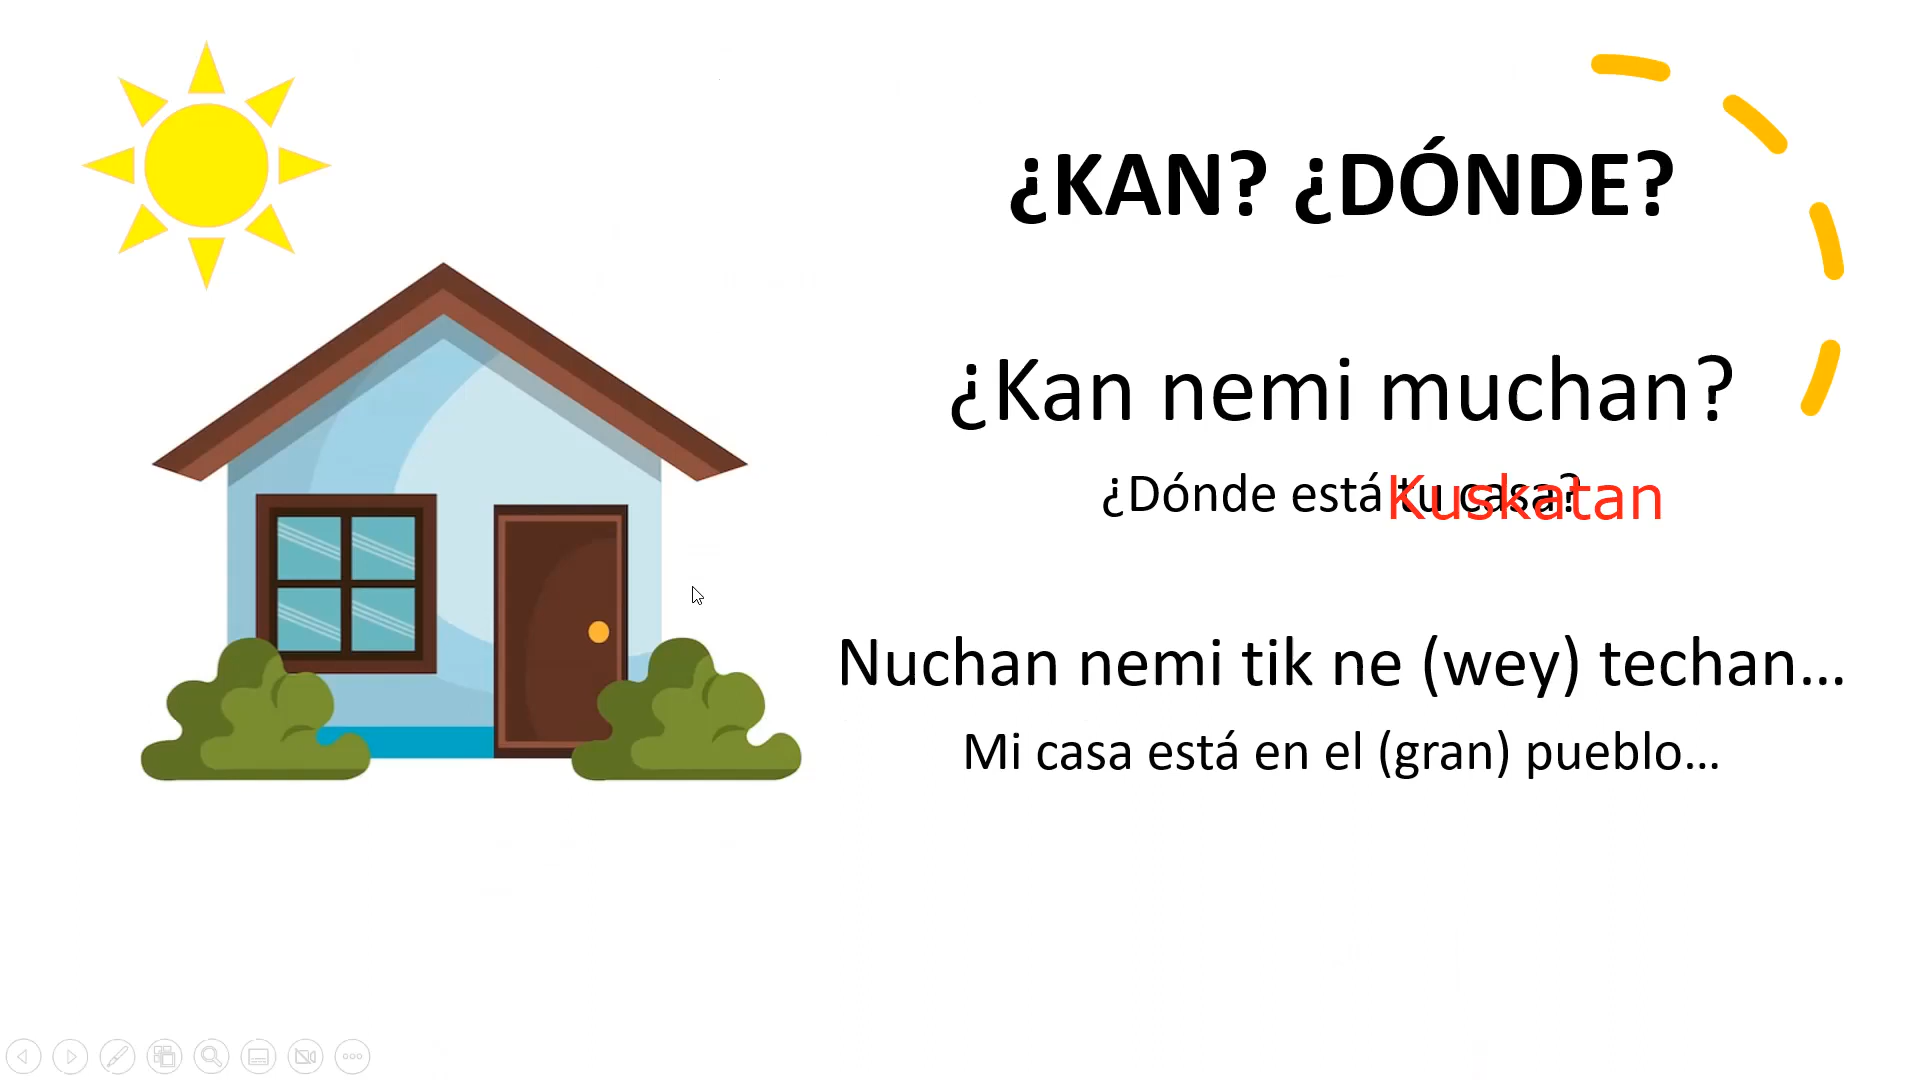 ¿KAN? ¿DÓNDE?
¿Kan nemi muchan?
¿Dónde está tu casa?
Kuskatan
Nuchan nemi tik ne (wey) techan...
Mi casa está en el (gran) pueblo...